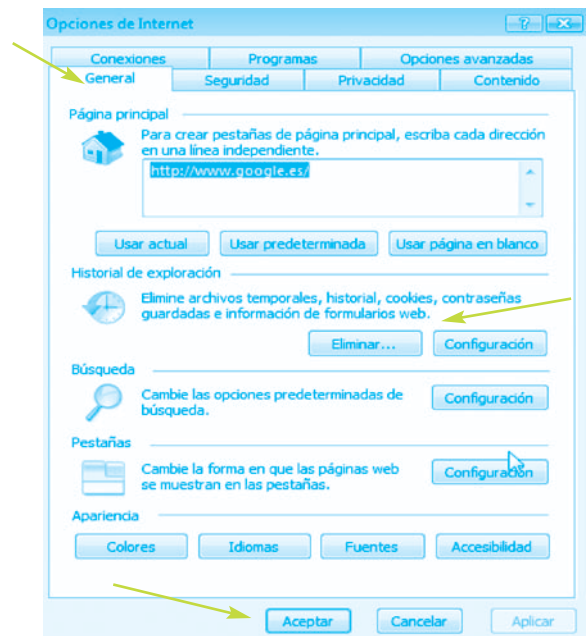 Opciones de Internet
Conexiones Programas Opciones avanzadas
General Seguridad Privacidad Contenido
Página principal
Para crear pestañas de página principal, escriba cada dirección
en una línea independiente.
http://www.google.es/
Usar actual Usar predeterminada Usar página en blanco
Historial de exploración
Elimine archivos temporales, historial, cookies, contraseñas
guardadas e información de formularios web.
Eliminar... Configuración
Búsqueda
Cambie las opciones predeterminadas de
búsqueda.
Configuración
Pestañas
Cambie la forma en que las páginas web
se muestran en las pestañas.
Configuración
Apariencia
Colores Idiomas Fuentes Accesibilidad
Aceptar Cancelar Aplicar